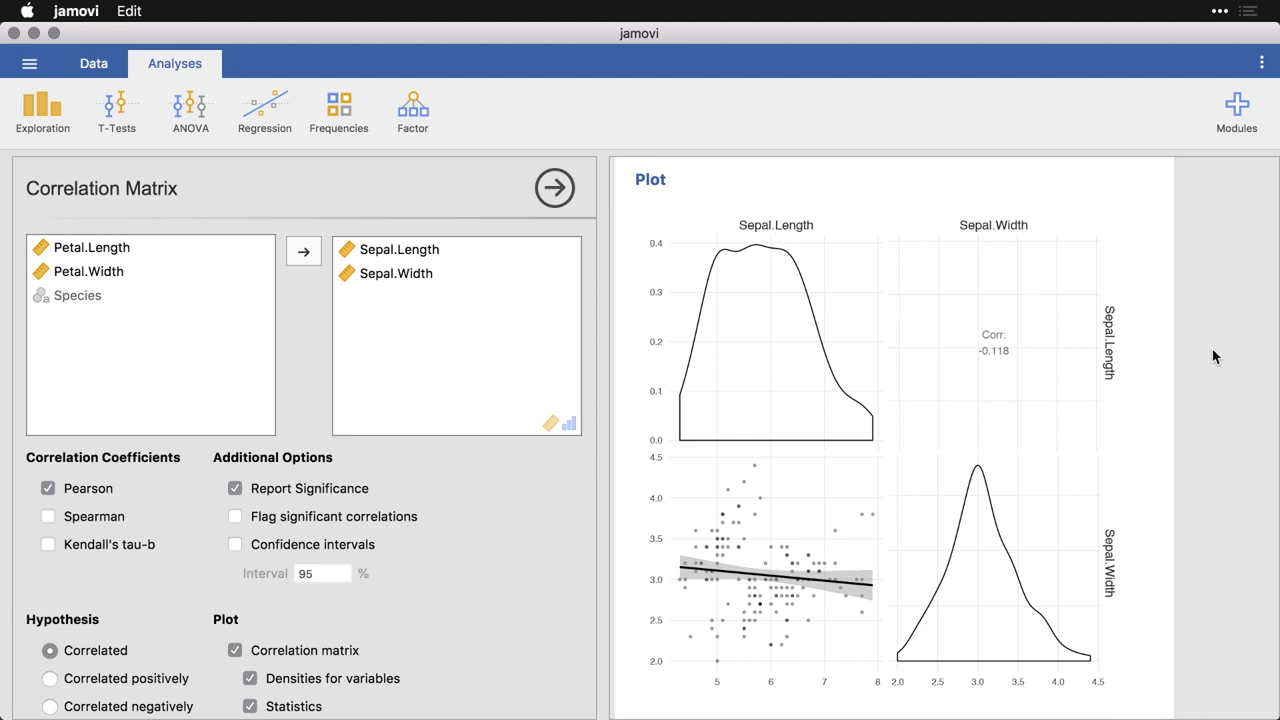 jamovi Edit
jamovi
Data Analyses
Exploration T-Tests ANOVA Regression Frequencies Factor Modules
Correlation Matrix
Petal.Length
Petal.Width
Species
Sepal.Length
Sepal.Width
Correlation Coefficients
Pearson
Spearman
Kendall's tau-b
Additional Options
Report Significance
Flag significant correlations
Confidence intervals
Interval 95 %
Hypothesis
Correlated
Correlated positively
Correlated negatively
Plot
Correlation matrix
Densities for variables
Statistics
Plot
Sepal.Length Sepal.Width
0.4
0.3
0.2
0.1
0.0
Corr:
-0.118
Sepal.Length
4.5
4.0
3.5
3.0
2.5
2.0
Sepal.Width
5 6 7 8 2.0 2.5 3.0 3.5 4.0 4.5